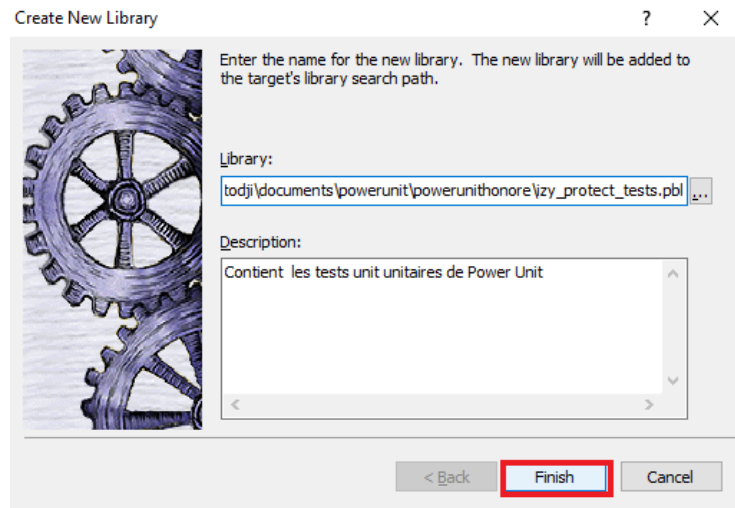 Create New Library
?
Enter the name for the new library. The new library will be added to
the target's library search path.
Library:
todji\documents\powerunit\powerunithonore\izy_protect_tests.pbl
...
Description:
Contient les tests unit unitaires de Power Unit
< Back
Finish
Cancel